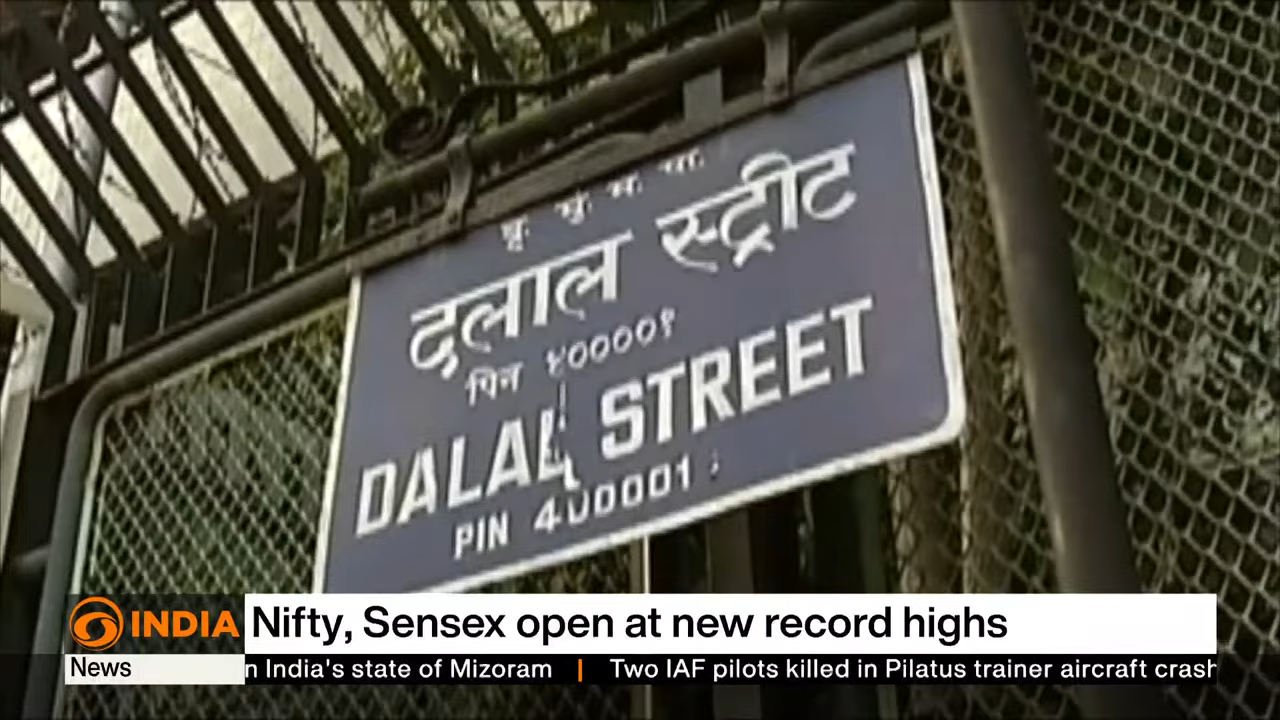 बृ. मुं. म. पा.
दलाल स्ट्रीट
पिन ४००००१
DALAL STREET
PIN 400001
INDIA
Nifty, Sensex open at new record highs
News
n India's state of Mizoram | Two IAF pilots killed in Pilatus trainer aircraft crash